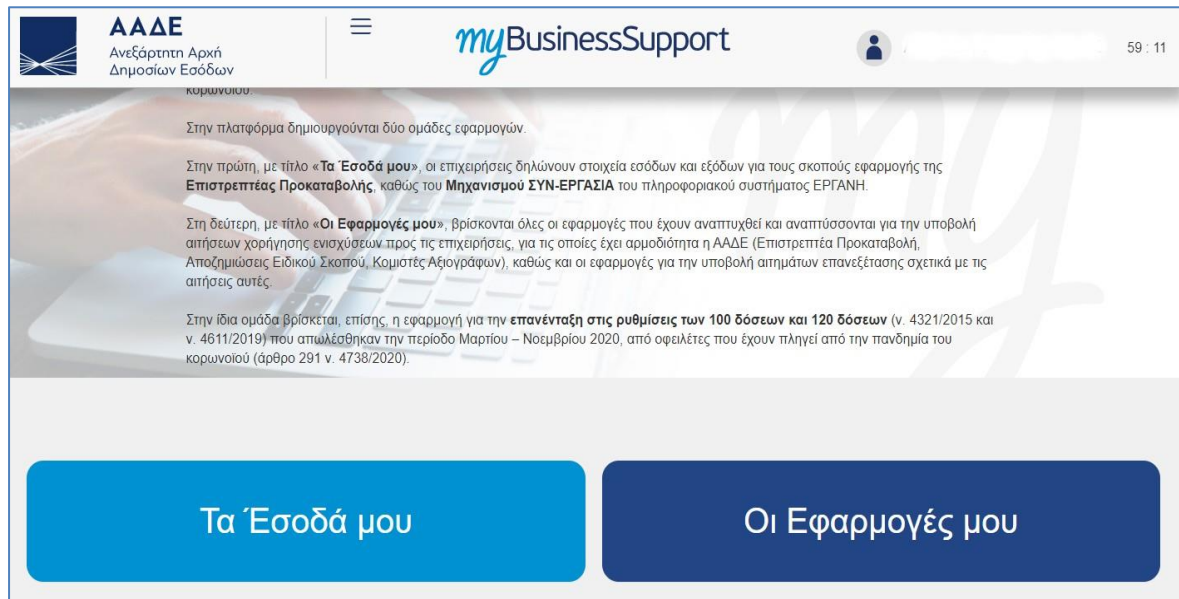 ΑΑΔΕ
Ανεξάρτητη Αρχή
Δημοσίων Εσόδων
myBusinessSupport
59 : 11
κορωνοϊού.
Στην πλατφόρμα δημιουργούνται δύο ομάδες εφαρμογών.
Στην πρώτη, με τίτλο «Τα Έσοδά μου», οι επιχειρήσεις δηλώνουν στοιχεία εσόδων και εξόδων για τους σκοπούς εφαρμογής της
Επιστρεπτέας Προκαταβολής, καθώς του Μηχανισμού ΣΥΝ-ΕΡΓΑΣΙΑ του πληροφοριακού συστήματος ΕΡΓΑΝΗ.
Στη δεύτερη, με τίτλο «Οι Εφαρμογές μου», βρίσκονται όλες οι εφαρμογές που έχουν αναπτυχθεί και αναπτύσσονται για την υποβολή
αιτήσεων χορήγησης ενισχύσεων προς τις επιχειρήσεις, για τις οποίες έχει αρμοδιότητα η ΑΑΔΕ (Επιστρεπτέα Προκαταβολή,
Αποζημιώσεις Ειδικού Σκοπού, Κομιστές Αξιογράφων), καθώς και οι εφαρμογές για την υποβολή αιτημάτων επανεξέτασης σχετικά με τις
αιτήσεις αυτές.
Στην ίδια ομάδα βρίσκεται, επίσης, η εφαρμογή για την επανένταξη στις ρυθμίσεις των 100 δόσεων και 120 δόσεων (ν. 4321/2015 και
ν. 4611/2019) που απωλέσθηκαν την περίοδο Μαρτίου – Νοεμβρίου 2020, από οφειλέτες που έχουν πληγεί από την πανδημία του
κορωνοϊού (άρθρο 291 ν. 4738/2020).
Τα Έσοδά μου
Οι Εφαρμογές μου